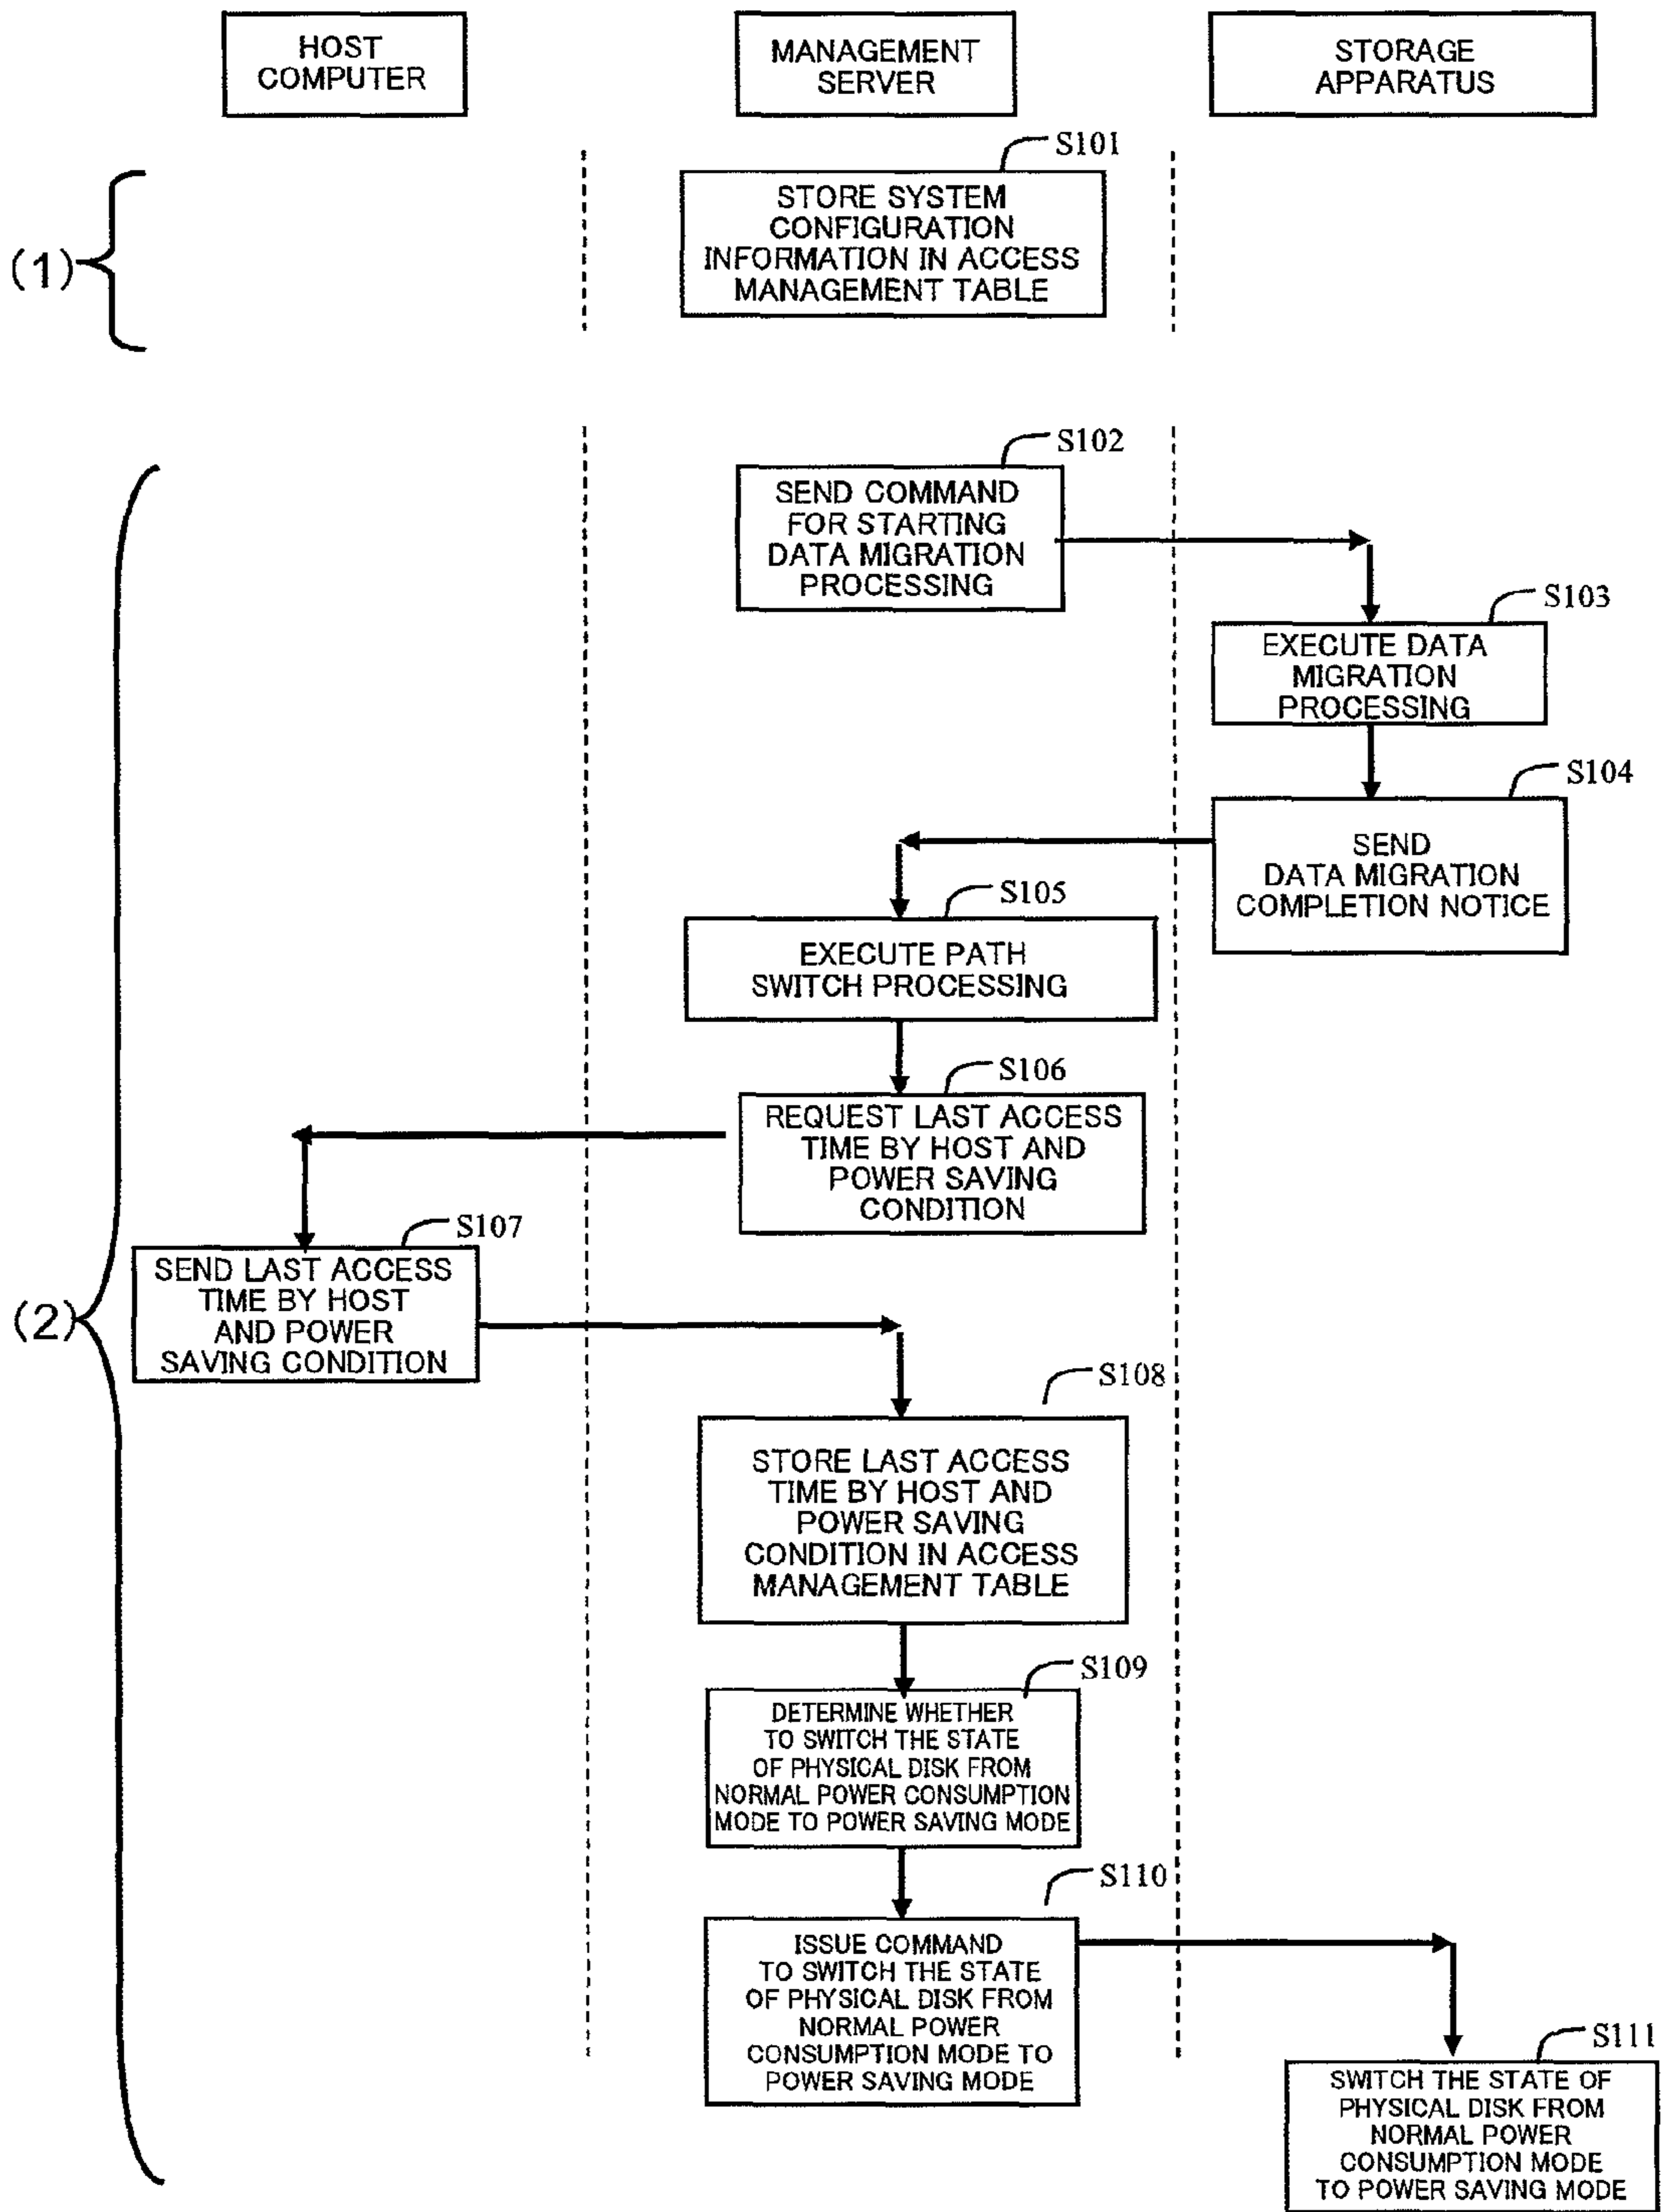 HOST
COMPUTER
MANAGEMENT
SERVER
STORAGE
APPARATUS
(1)
S101
STORE SYSTEM
CONFIGURATION
INFORMATION IN ACCESS
MANAGEMENT TABLE
(2)
S102
SEND COMMAND
FOR STARTING
DATA MIGRATION
PROCESSING
S103
EXECUTE DATA
MIGRATION
PROCESSING
S104
SEND
DATA MIGRATION
COMPLETION NOTICE
S105
EXECUTE PATH
SWITCH PROCESSING
S106
REQUEST LAST ACCESS
TIME BY HOST AND
POWER SAVING
CONDITION
S107
SEND LAST ACCESS
TIME BY HOST
AND POWER
SAVING CONDITION
S108
STORE LAST ACCESS
TIME BY HOST AND
POWER SAVING
CONDITION IN ACCESS
MANAGEMENT TABLE
S109
DETERMINE WHETHER
TO SWITCH THE STATE
OF PHYSICAL DISK FROM
NORMAL POWER CONSUMPTION
MODE TO POWER SAVING MODE
S110
ISSUE COMMAND
TO SWITCH THE STATE
OF PHYSICAL DISK FROM
NORMAL POWER
CONSUMPTION MODE TO
POWER SAVING MODE
S111
SWITCH THE STATE OF
PHYSICAL DISK FROM
NORMAL POWER
CONSUMPTION MODE
TO POWER SAVING MODE